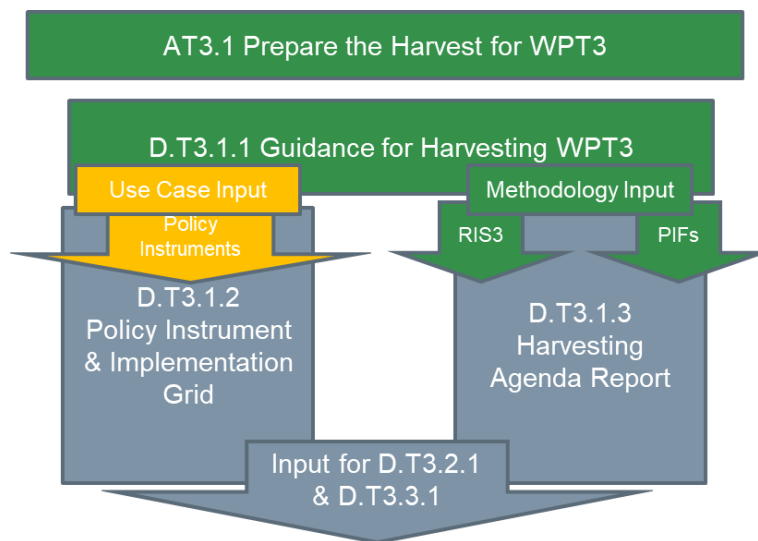 AT3.1 Prepare the Harvest for WPT3
D.T3.1.1 Guidance for Harvesting WPT3
Use Case Input
Methodology Input
Policy
Instruments
RIS3
PIFs
D.T3.1.2
Policy Instrument
& Implementation
Grid
D.T3.1.3
Harvesting
Agenda Report
Input for D.T3.2.1
& D.T3.3.1